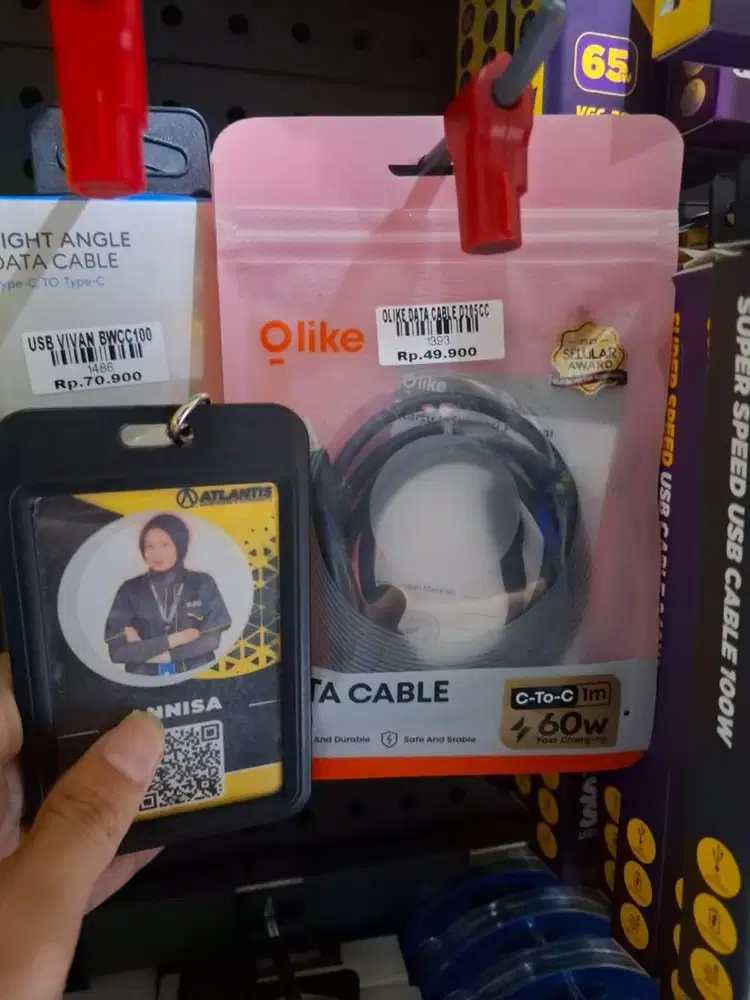 65W
IGHT ANGLE
DATA CABLE
ype-C TO Type-C
USB VIVAN BWCC100
1486
Rp.70.900
Olike
OLIKE DATA CABLE D205CC
1393
Rp.49.900
SELULAR
AWARD
Olike
ATLANTIS
ANNISA
TA CABLE
C-To-C 1m
60W
Fast Charging
And Durable
Safe And Stable
SUPER SPEED USB CABLE
SUPER SPEED USB CABLE 100W